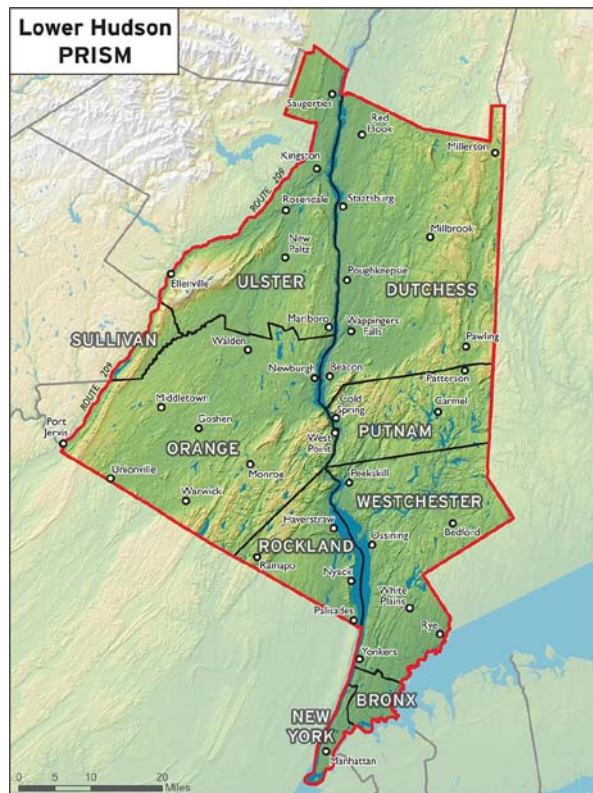 Lower Hudson
PRISM
Saugerties
Red
Hook
Millerton
Kingston
ROUTE 209
Rosendale
Staatsburg
Millbrook
New
Paltz
Ellenville
ULSTER
Poughkeepsie
DUTCHESS
SULLIVAN
Marlboro
Wappingers
Falls
Walden
Pawling
ROUTE 209
Newburgh
Beacon
Patterson
Middletown
Cold
Spring
Carmel
Goshen
Port
Jervis
ORANGE
West
Point
PUTNAM
Unionville
Monroe
Peekskill
Warwick
WESTCHESTER
Haverstraw
Bedford
ROCKLAND
Ossining
Ramapo
Nyack
White
Plains
Palisades
Rye
Yonkers
BRONX
NEW
YORK
Manhattan
0 5 10 20
Miles